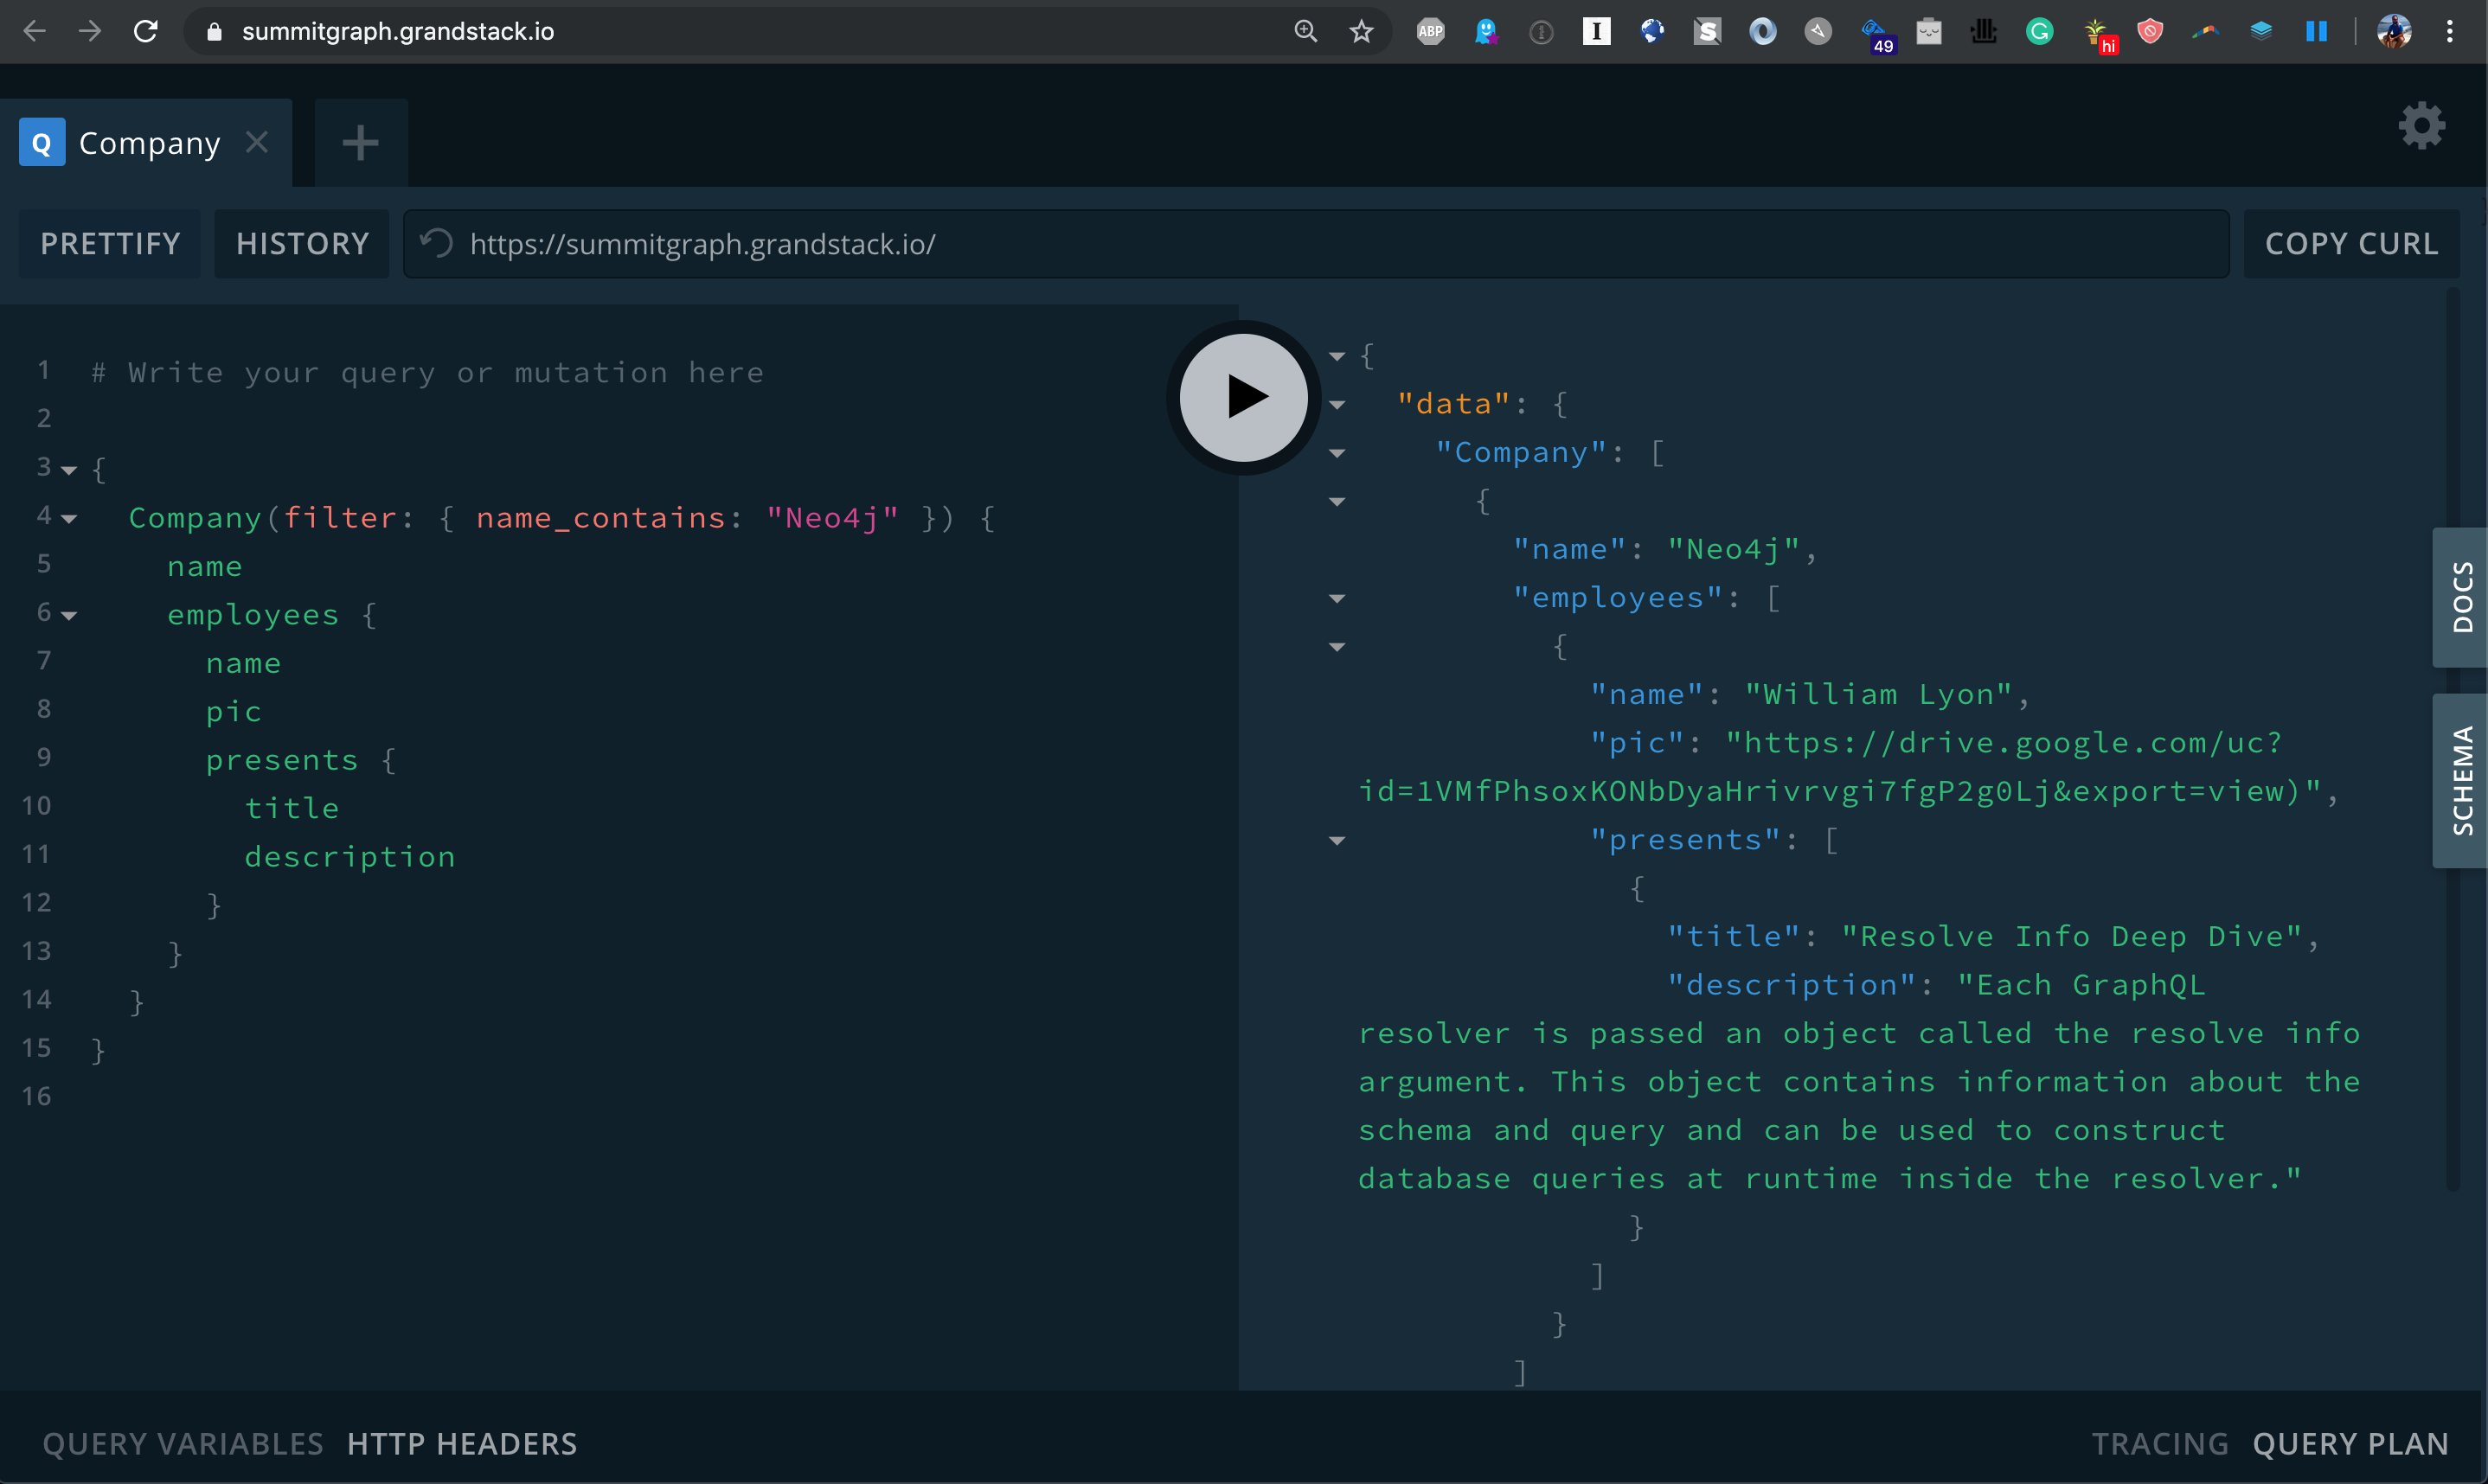 summitgraph.grandstack.io
ABP
I
S
49
G
hi
Q Company
PRETTIFY HISTORY https://summitgraph.grandstack.io/ COPY CURL
1 # Write your query or mutation here
2
3 {
4 Company(filter: { name_contains: "Neo4j" }) {
5 name
6 employees {
7 name
8 pic
9 presents {
10 title
11 description
12 }
13 }
14 }
15 }
16
{
"data": {
"Company": [
{
"name": "Neo4j",
"employees": [
{
"name": "William Lyon",
"pic": "https://drive.google.com/uc?
id=1VMfPhsoxKONbDyaHrivrvgi7fgP2g0Lj&export=view)",
"presents": [
{
"title": "Resolve Info Deep Dive",
"description": "Each GraphQL
resolver is passed an object called the resolve info
argument. This object contains information about the
schema and query and can be used to construct
database queries at runtime inside the resolver."
}
]
}
]
DOCS
SCHEMA
QUERY VARIABLES HTTP HEADERS
TRACING QUERY PLAN